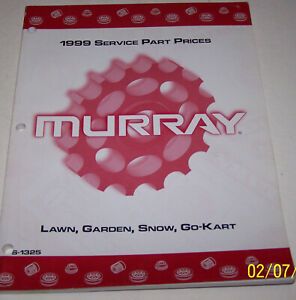 1999 SERVICE PART PRICES
MURRAY
LAWN, GARDEN, SNOW, GO-KART
S-1325
02/07/